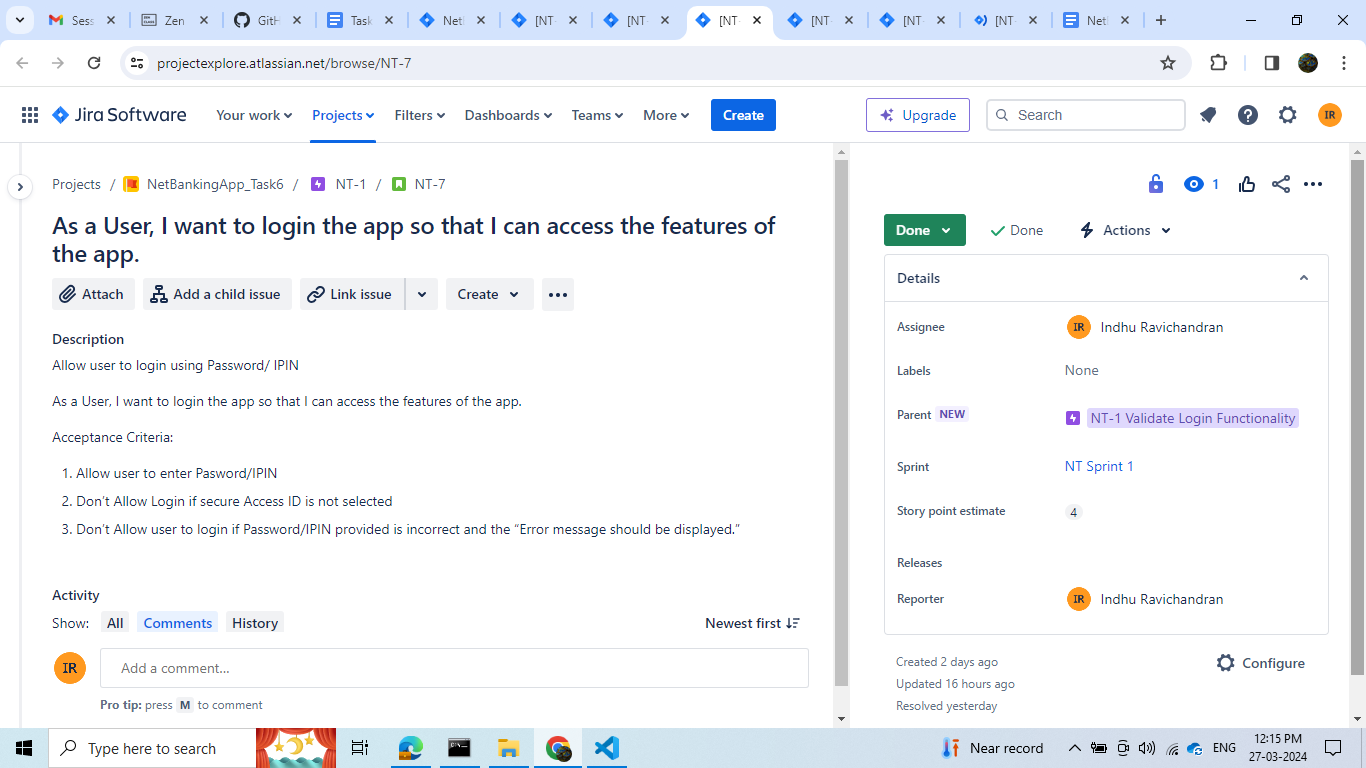 Sess
Zen
GitH
Task
Net
[NT-
[NT-
[NT-
[NT-
[NT-
[NT-
Net
projectexplore.atlassian.net/browse/NT-7
Jira Software
Your work
Projects
Filters
Dashboards
Teams
More
Create
Upgrade
Search
IR
Projects / NetBankingApp_Task6 / NT-1 / NT-7
1
As a User, I want to login the app so that I can access the features of
the app.
Attach
Add a child issue
Link issue
Create
Description
Allow user to login using Password/ IPIN
As a User, I want to login the app so that I can access the features of the app.
Acceptance Criteria:
1. Allow user to enter Pasword/IPIN
2. Don't Allow Login if secure Access ID is not selected
3. Don't Allow user to login if Password/IPIN provided is incorrect and the “Error message should be displayed.”
Activity
Show: All Comments History
Newest first
IR
Add a comment...
Pro tip: press M to comment
Done
Done
Actions
Details
Assignee
IR Indhu Ravichandran
Labels
None
Parent NEW
NT-1 Validate Login Functionality
Sprint
NT Sprint 1
Story point estimate
4
Releases
Reporter
IR Indhu Ravichandran
Created 2 days ago
Updated 16 hours ago
Resolved yesterday
Configure
Type here to search
Near record
ENG
12:15 PM
27-03-2024